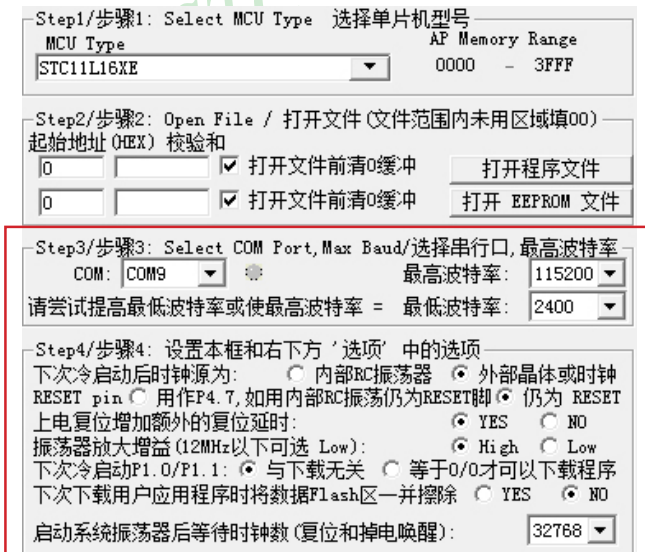 Step1/步骤1: Select MCU Type 选择单片机型号
MCU Type AP Memory Range
STC11L16XE 0000 - 3FFF
Step2/步骤2: Open File / 打开文件(文件范围内未用区域填00)
起始地址(HEX) 校验和
0 打开文件前清0缓冲 打开程序文件
0 打开文件前清0缓冲 打开 EEPROM 文件
Step3/步骤3: Select COM Port,Max Baud/选择串行口,最高波特率
COM: COM9 最高波特率: 115200
请尝试提高最低波特率或使最高波特率 = 最低波特率: 2400
Step4/步骤4: 设置本框和右下方 '选项' 中的选项
下次冷启动后时钟源为: 内部RC振荡器 外部晶体或时钟
RESET pin 用作P4.7,如用内部RC振荡仍为RESET脚 仍为 RESET
上电复位增加额外的复位延时: YES NO
振荡器放大增益(12MHz以下可选 Low): High Low
下次冷启动P1.0/P1.1: 与下载无关 等于0/0才可以下载程序
下次下载用户应用程序时将数据Flash区一并擦除 YES NO
启动系统振荡器后等待时钟数(复位和掉电唤醒): 32768